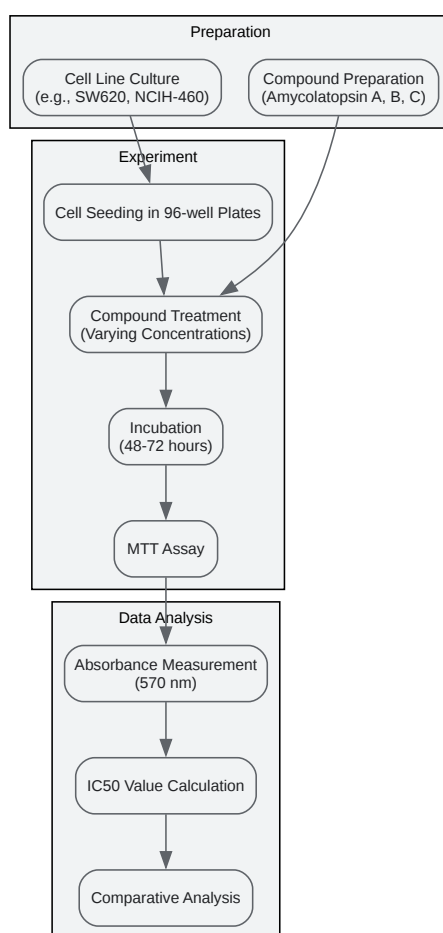 Preparation
Cell Line Culture
(e.g., SW620, NCIH-460)
Compound Preparation
(Amycolatopsin A, B, C)
Experiment
Cell Seeding in 96-well Plates
Compound Treatment
(Varying Concentrations)
Incubation
(48-72 hours)
MTT Assay
Data Analysis
Absorbance Measurement
(570 nm)
IC50 Value Calculation
Comparative Analysis